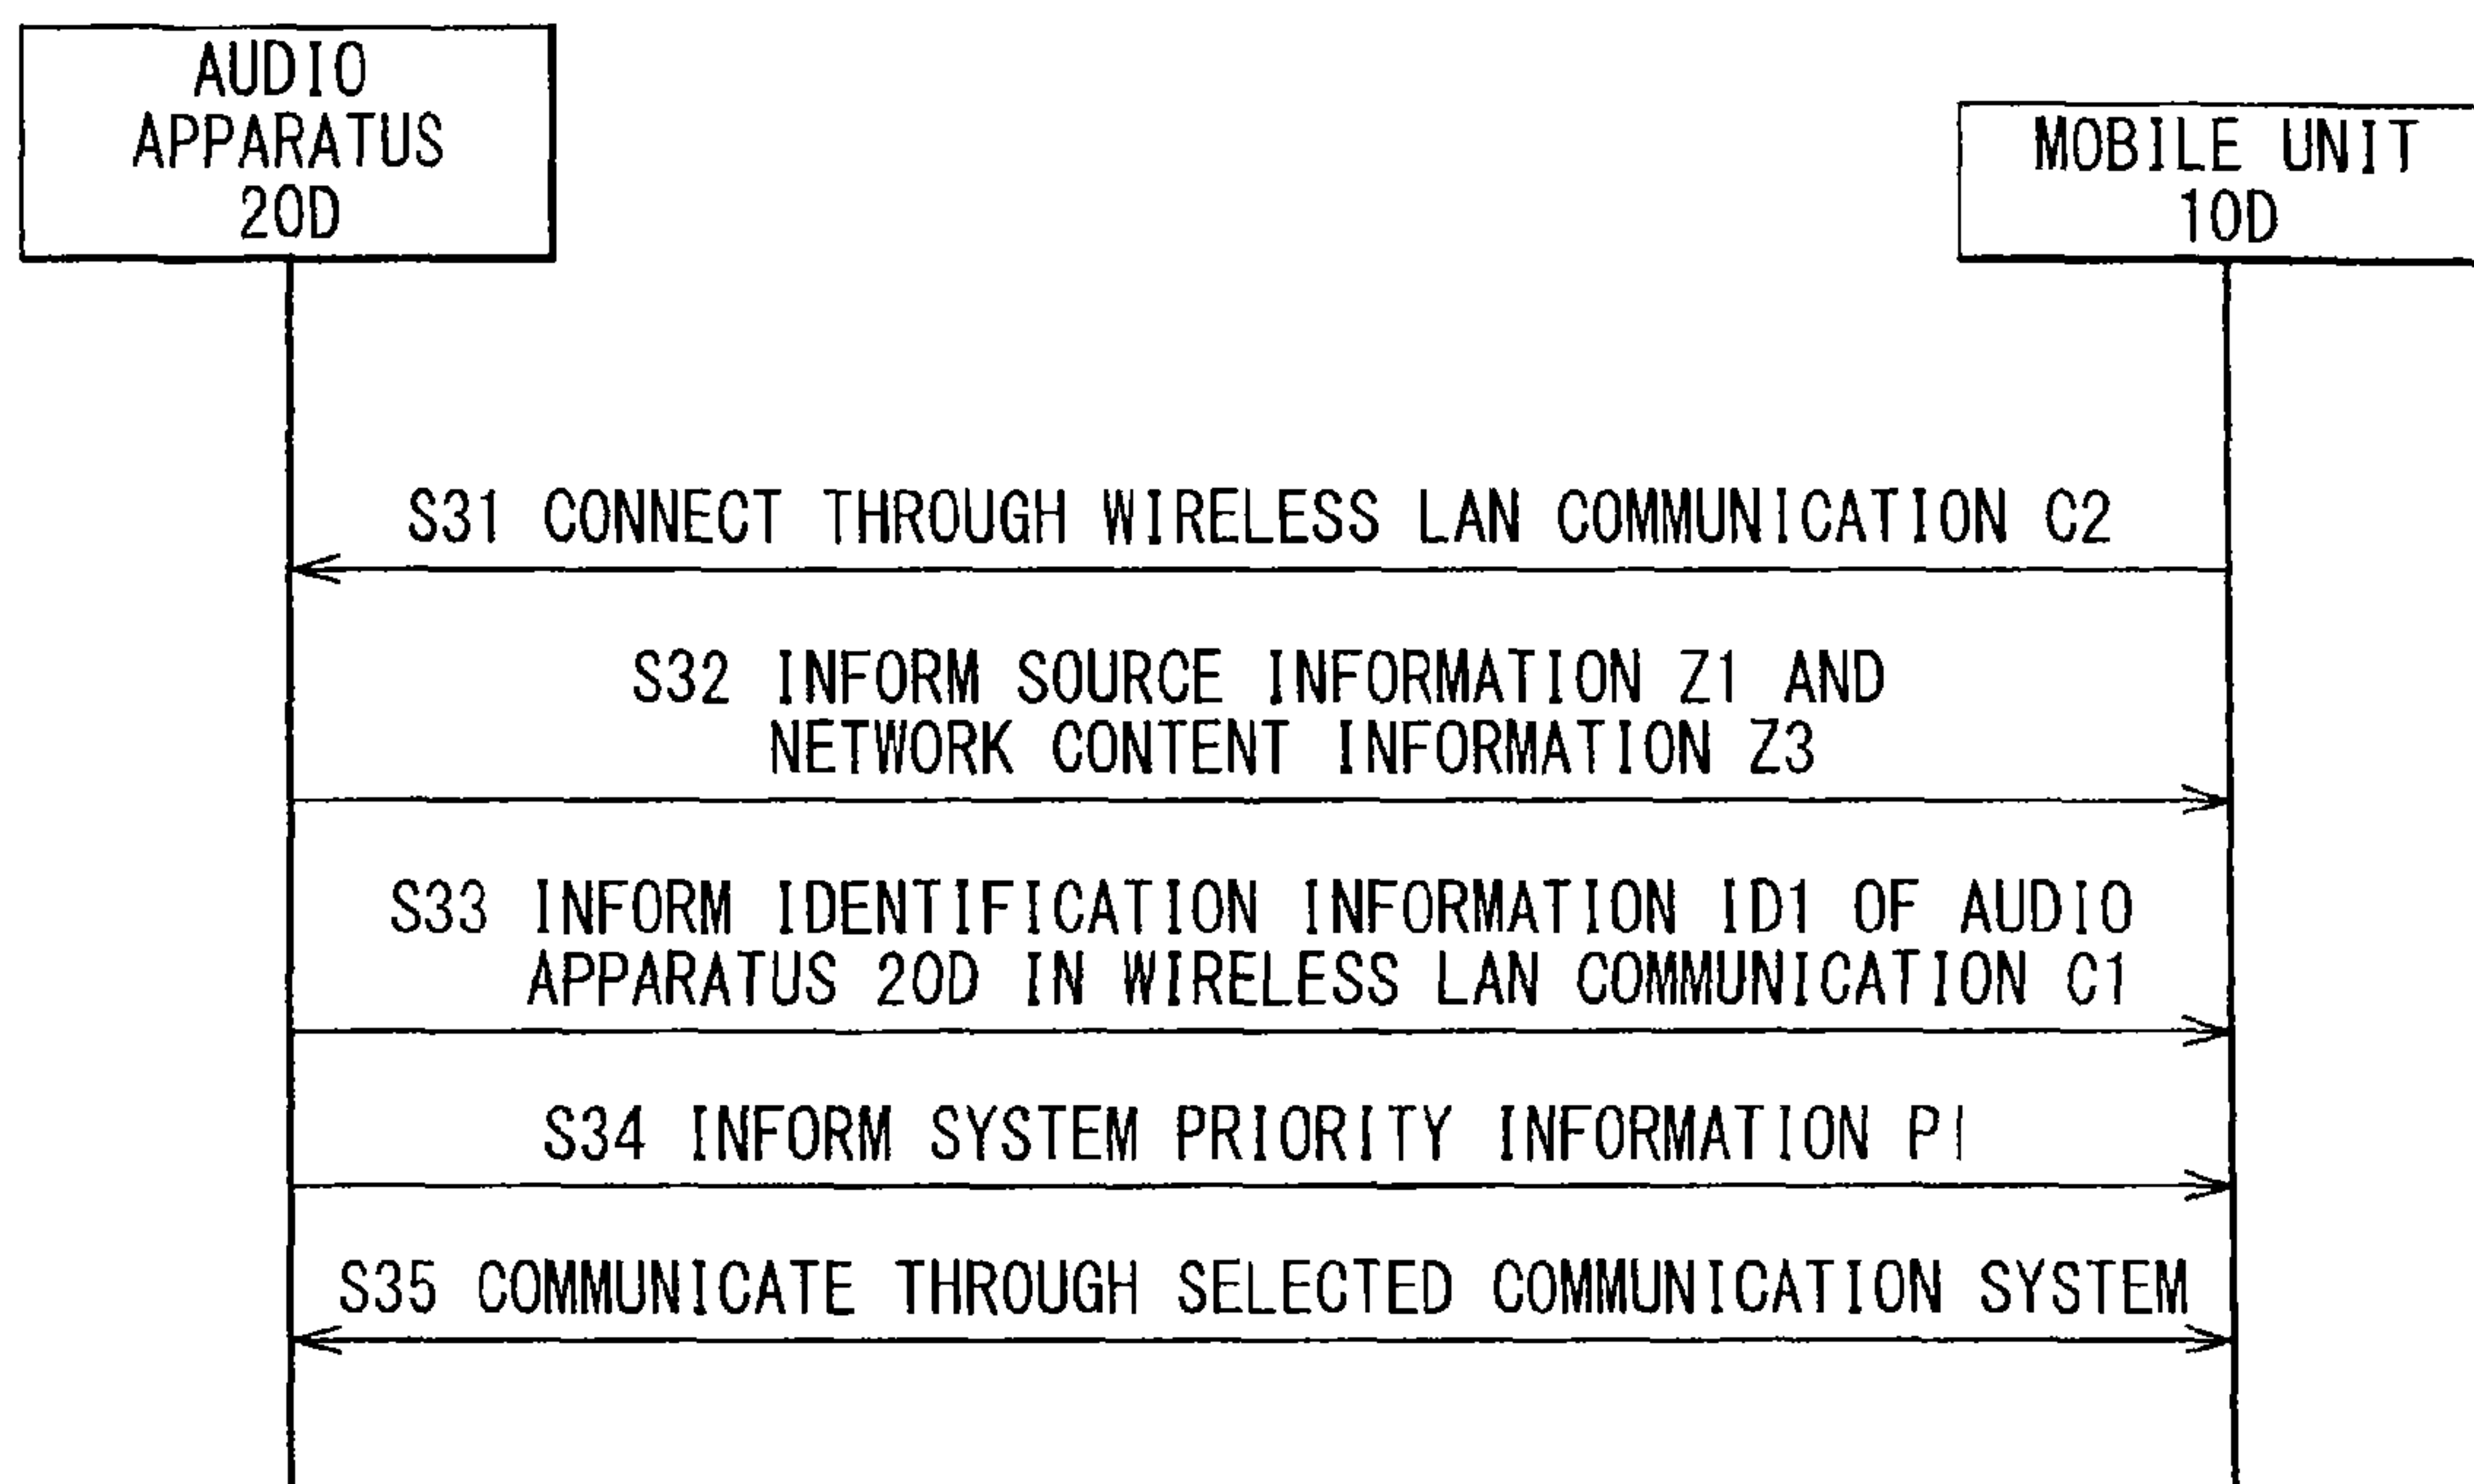 AUDIO
APPARATUS
20D
MOBILE UNIT
10D
S31 CONNECT THROUGH WIRELESS LAN COMMUNICATION C2
S32 INFORM SOURCE INFORMATION Z1 AND
NETWORK CONTENT INFORMATION Z3
S33 INFORM IDENTIFICATION INFORMATION ID1 OF AUDIO
APPARATUS 20D IN WIRELESS LAN COMMUNICATION C1
S34 INFORM SYSTEM PRIORITY INFORMATION PI
S35 COMMUNICATE THROUGH SELECTED COMMUNICATION SYSTEM